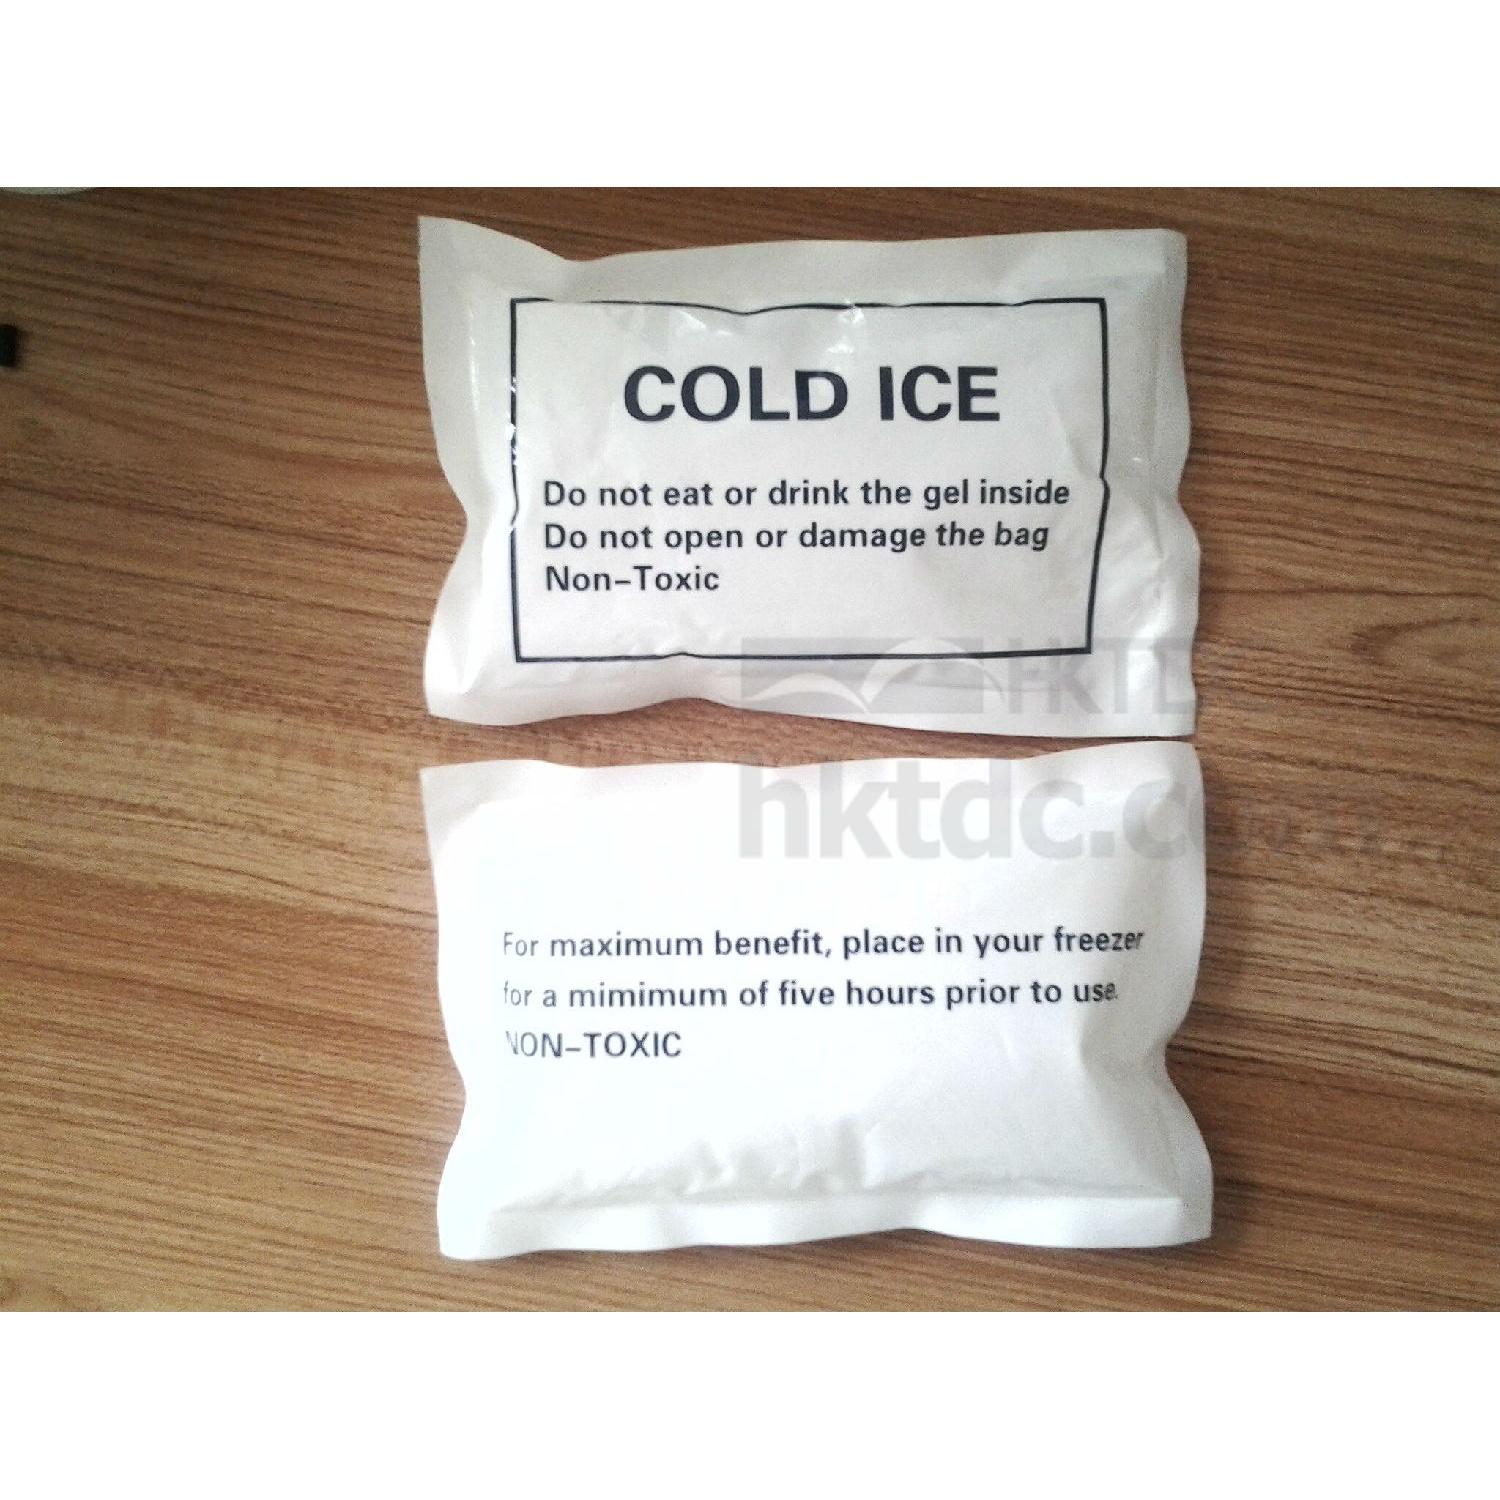 COLD ICE
Do not eat or drink the gel inside
Do not open or damage the bag
Non-Toxic
HKTDC
hktdc.c
For maximum benefit, place in your freezer
for a mimimum of five hours prior to use.
NON-TOXIC